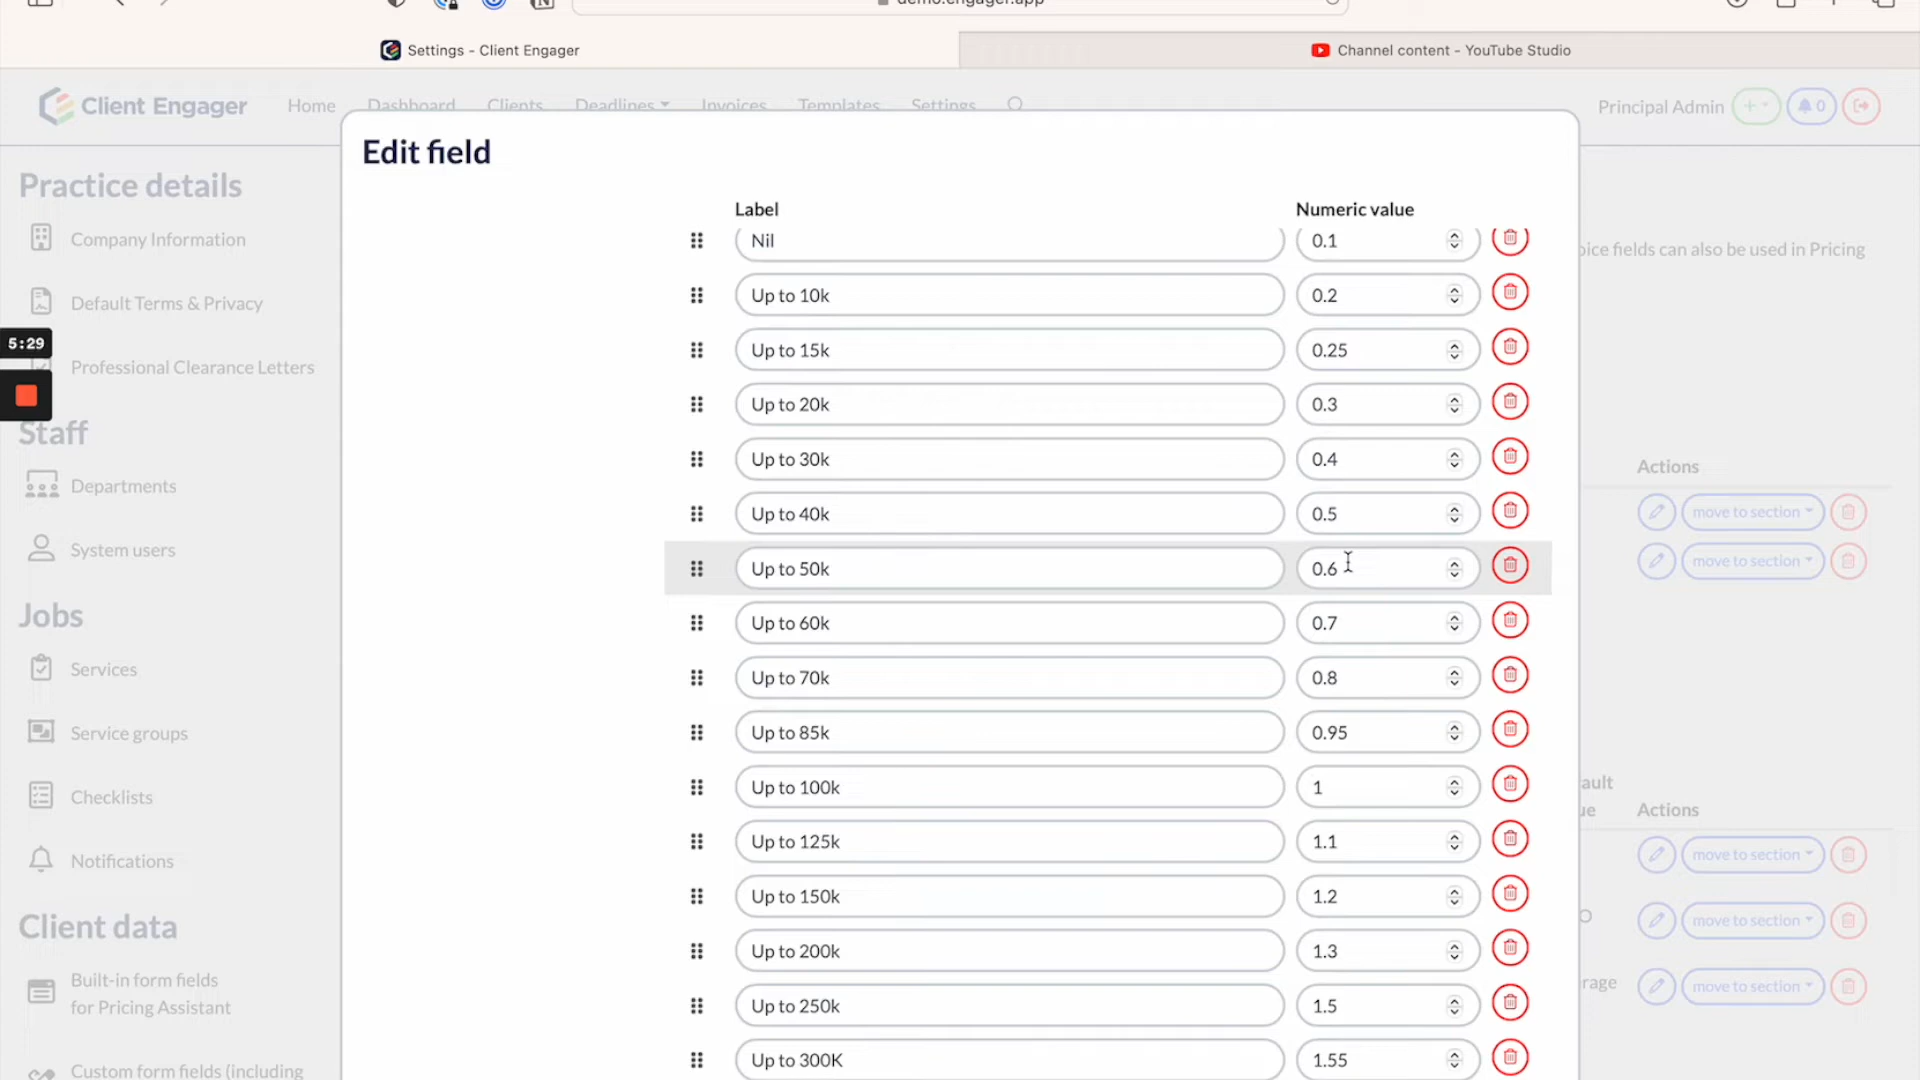 demo.engager.app
Settings - Client Engager
Channel content - YouTube Studio
Client Engager
Home
Dashboard
Clients
Deadlines
Invoices
Templates
Settings
Principal Admin
0
Edit field
Practice details
Company Information
Default Terms & Privacy
Professional Clearance Letters
5:29
Staff
Departments
System users
Jobs
Services
Service groups
Checklists
Notifications
Client data
Built-in form fields
for Pricing Assistant
Custom form fields (including
Label Numeric value
Nil 0.1
Up to 10k 0.2
Up to 15k 0.25
Up to 20k 0.3
Up to 30k 0.4
Up to 40k 0.5
Up to 50k 0.6
Up to 60k 0.7
Up to 70k 0.8
Up to 85k 0.95
Up to 100k 1
Up to 125k 1.1
Up to 150k 1.2
Up to 200k 1.3
Up to 250k 1.5
Up to 300K 1.55
oice fields can also be used in Pricing
Actions
move to section
move to section
ault
ue Actions
move to section
O move to section
rage move to section